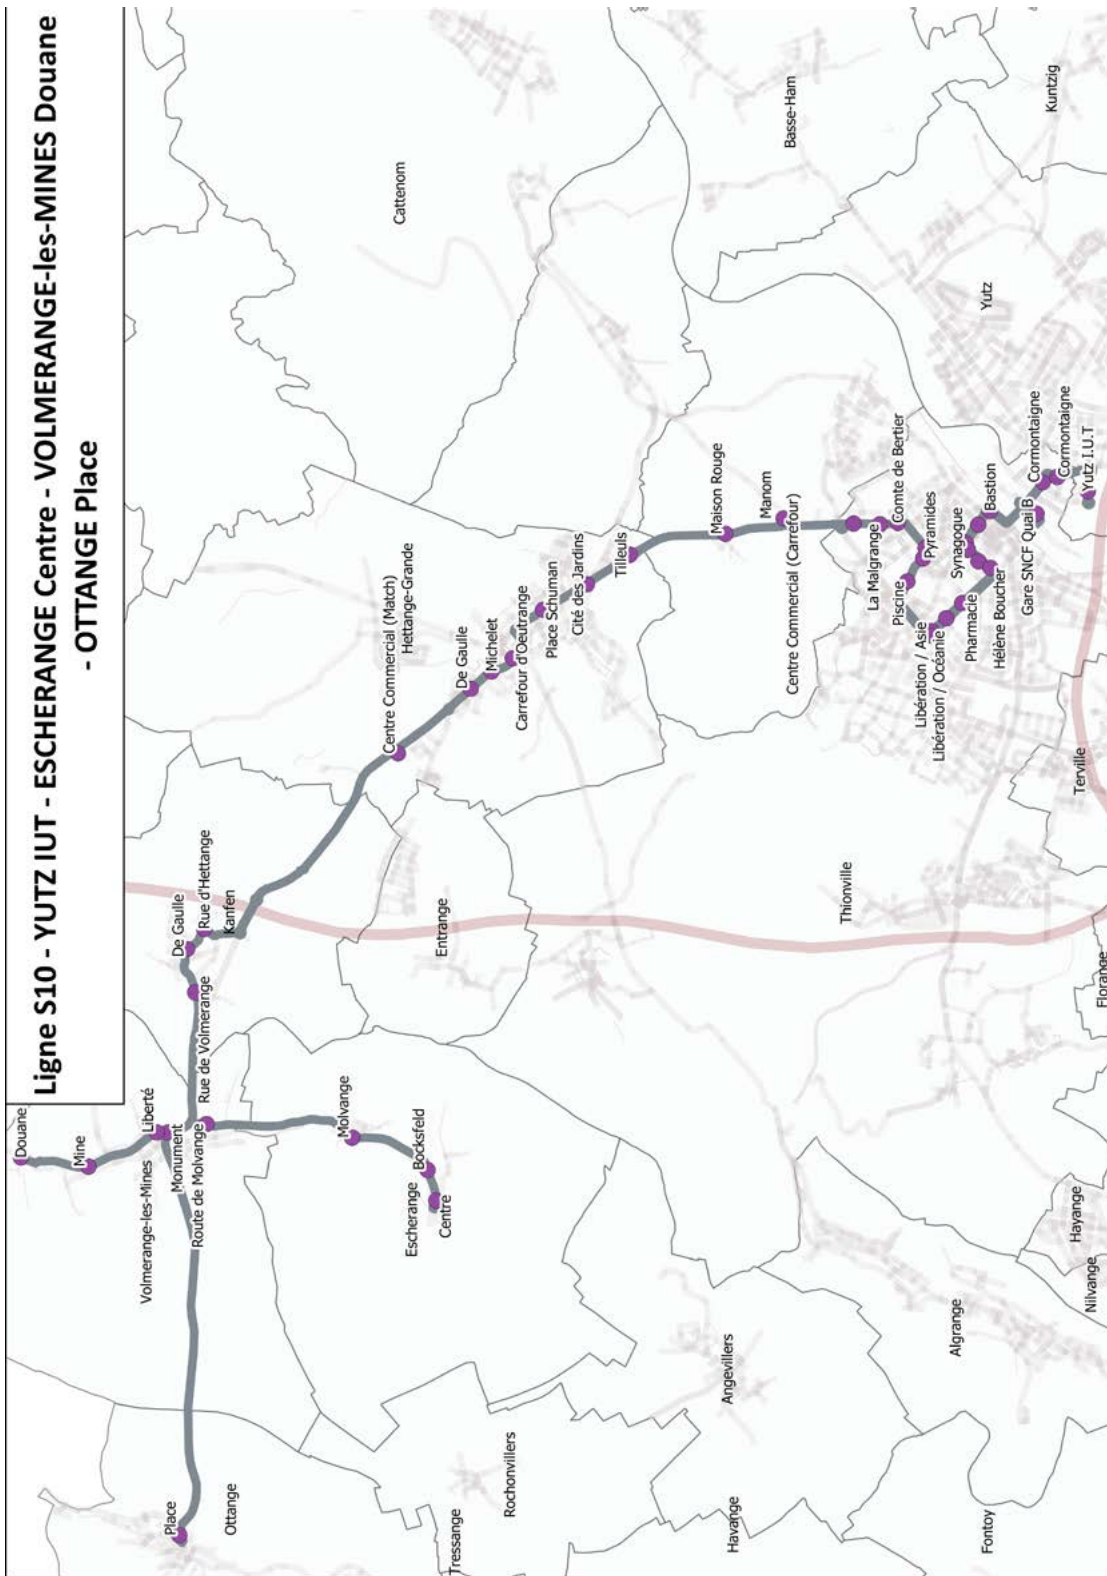 Ligne S10 - YUTZ IUT - ESCHERANGE Centre - VOLMERANGE-les-MINES Douane
- OTTANGE Place
Douane
Mine
Liberté
Volmerange-les-Mines
Monument
Route de Molvange
Rue de Volmerange
De Gaulle
Rue d'Hettange
Kanfen
Molvange
Bocksfeld
Escherange
Centre
Place
Ottange
Rochonvillers
Tressange
Angevillers
Havange
Fontoy
Algrange
Nilvange
Hayange
Florange
Thionville
Terville
Entrange
Centre Commercial (Match)
Hettange-Grande
De Gaulle
Michelet
Carrefour d'Oeutrange
Place Schuman
Cité des Jardins
Tilleuls
Cattenom
Maison Rouge
Manom
Centre Commercial (Carrefour)
La Malgrange
Comte de Bertier
Pyramides
Piscine
Libération / Asie
Libération / Océanie
Pharmacie
Hélène Boucher
Synagogue
Bastion
Gare SNCF Quai B
Cormontaigne
Cormontaigne
Yutz I.U.T
Yutz
Basse-Ham
Kuntzig